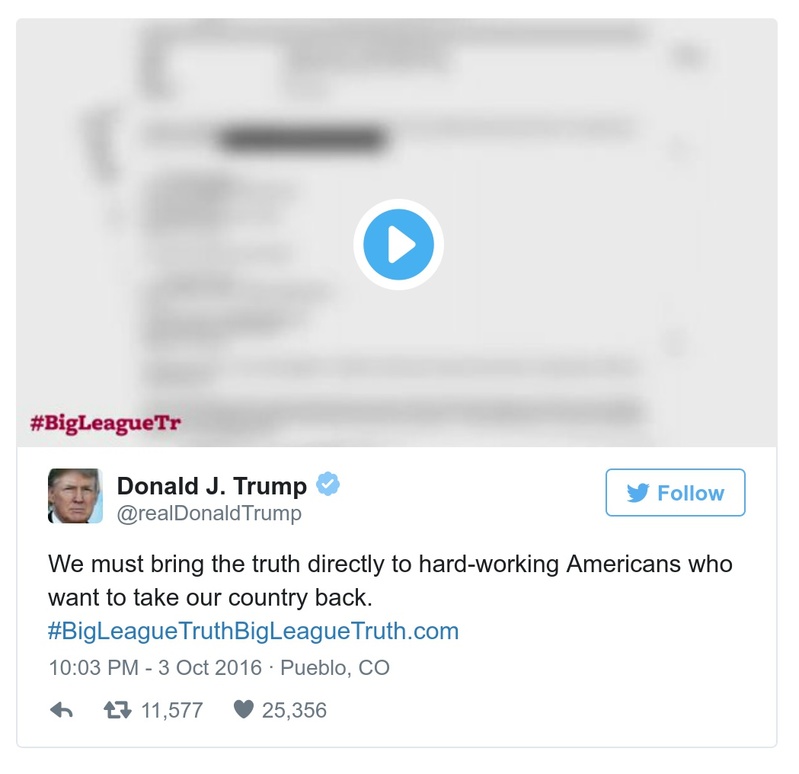 #BigLeagueTr
Donald J. Trump
Follow
@realDonaldTrump
We must bring the truth directly to hard-working Americans who
want to take our country back.
#BigLeagueTruthBigLeagueTruth.com
10:03 PM - 3 Oct 2016 · Pueblo, CO
11,577 25,356